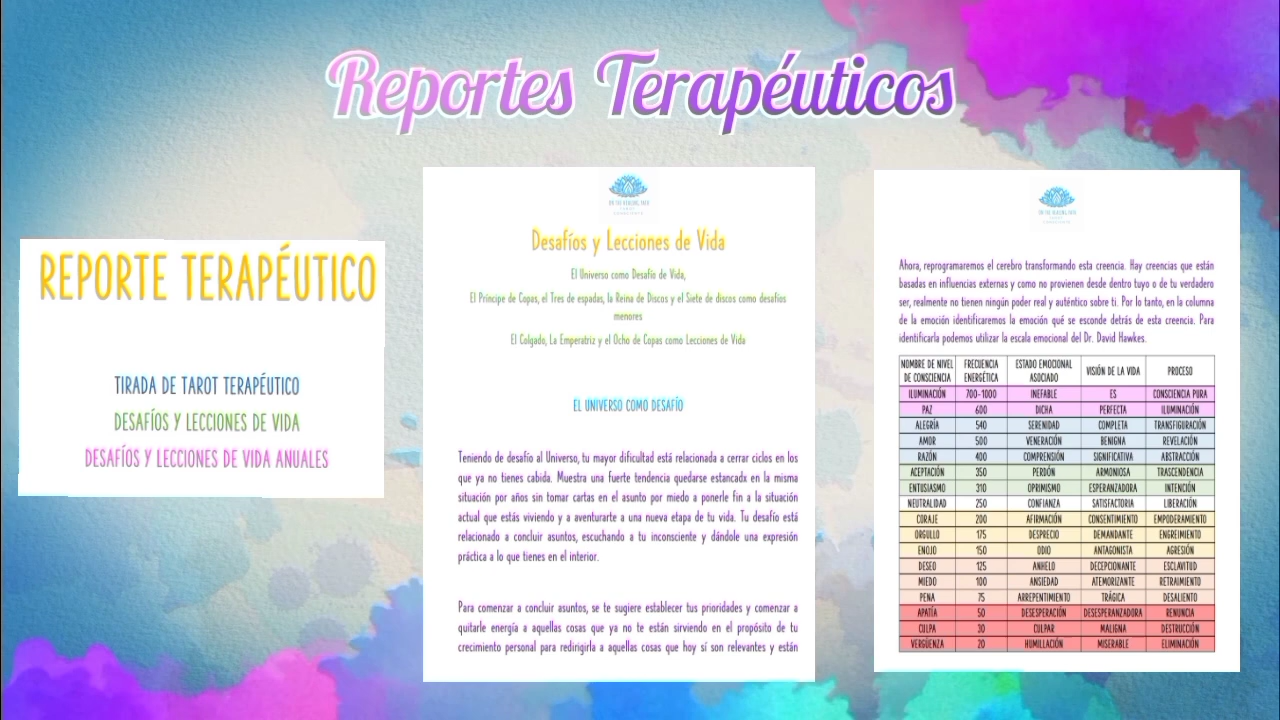 Reportes Terapéuticos
REPORTE TERAPÉUTICO
TIRADA DE TAROT TERAPÉUTICO
DESAFÍOS Y LECCIONES DE VIDA
DESAFÍOS Y LECCIONES DE VIDA ANUALES
Desafíos y Lecciones de Vida
El Universo como Desafío de Vida,
El Príncipe de Copas, el Tres de espadas, la Reina de Discos y el Siete de discos como desafíos
menores
El Colgado, La Emperatriz y el Ocho de Copas como Lecciones de Vida
EL UNIVERSO COMO DESAFÍO
Teniendo de desafío al Universo, tu mayor dificultad está relacionada a cerrar ciclos en los
que ya no tienes cabida. Muestra una fuerte tendencia quedarse estancadx en la misma
situación por años sin tomar cartas en el asunto por miedo a ponerle fin a la situación
actual que estás viviendo y a aventurarte a una nueva etapa de tu vida. Tu desafío está
relacionado a concluir asuntos, escuchando a tu inconsciente y dándole una expresión
práctica a lo que tienes en el interior.
Para comenzar a concluir asuntos, se te sugiere establecer tus prioridades y comenzar a
quitarle energía a aquellas cosas que ya no te están sirviendo en el propósito de tu
crecimiento personal para redirigirla a aquellas cosas que hoy sí son relevantes y están
Ahora, reprogramaremos el cerebro transformando esta creencia. Hay creencias que están
basadas en influencias externas y como no provienen desde dentro tuyo o de tu verdadero
ser, realmente no tienen ningún poder real y auténtico sobre ti. Por lo tanto, en la columna
de la emoción identificaremos la emoción qué se esconde detrás de esta creencia. Para
identificarla podemos utilizar la escala emocional del Dr. David Hawkes.
NOMBRE DE NIVEL DE CONSCIENCIA FRECUENCIA ENERGÉTICA ESTADO EMOCIONAL ASOCIADO VISIÓN DE LA VIDA PROCESO
ILUMINACIÓN 700-1000 INEFABLE ES CONSCIENCIA PURA
PAZ 600 DICHA PERFECTA ILUMINACIÓN
ALEGRÍA 540 SERENIDAD COMPLETA TRANSFIGURACIÓN
AMOR 500 VENERACIÓN BENIGNA REVELACIÓN
RAZÓN 400 COMPRENSIÓN SIGNIFICATIVA ABSTRACCIÓN
ACEPTACIÓN 350 PERDÓN ARMONIOSA TRASCENDENCIA
ENTUSIASMO 310 OPRIMISMO ESPERANZADORA INTENCIÓN
NEUTRALIDAD 250 CONFIANZA SATISFACTORIA LIBERACIÓN
CORAJE 200 AFIRMACIÓN CONSENTIMIENTO EMPODERAMIENTO
ORGULLO 175 DESPRECIO DEMANDANTE ENGREIMIENTO
ENOJO 150 ODIO ANTAGONISTA AGRESIÓN
DESEO 125 ANHELO DECEPCIONANTE ESCLAVITUD
MIEDO 100 ANSIEDAD ATEMORIZANTE RETRAIMIENTO
PENA 75 ARREPENTIMIENTO TRÁGICA DESALIENTO
APATÍA 50 DESESPERACIÓN DESESPERANZADORA RENUNCIA
CULPA 30 CULPAR MALIGNA DESTRUCCIÓN
VERGÜENZA 20 HUMILLACIÓN MISERABLE ELIMINACIÓN